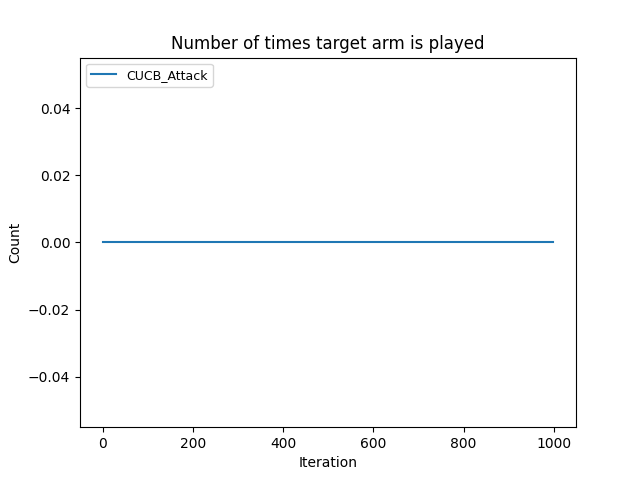 Number of times target arm is played
CUCB_Attack
0.04
0.02
0.00
−0.02
−0.04
Count
0 200 400 600 800 1000
Iteration